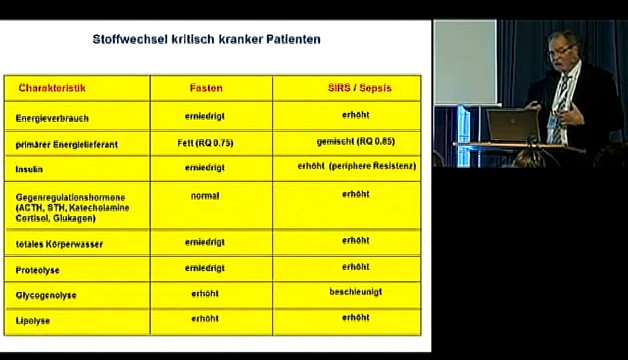 Stoffwechsel kritisch kranker Patienten
Charakteristik Fasten SIRS / Sepsis
Energieverbrauch erniedrigt erhöht
primärer Energielieferant Fett (RQ 0.75) gemischt (RQ 0.85)
Insulin erniedrigt erhöht (periphere Resistenz)
Gegenregulationshormone normal erhöht
(ACTH, STH, Katecholamine
Cortisol, Glukagon)
totales Körperwasser erniedrigt erhöht
Proteolyse erniedrigt erhöht
Glycogenolyse erhöht beschleunigt
Lipolyse erhöht erhöht